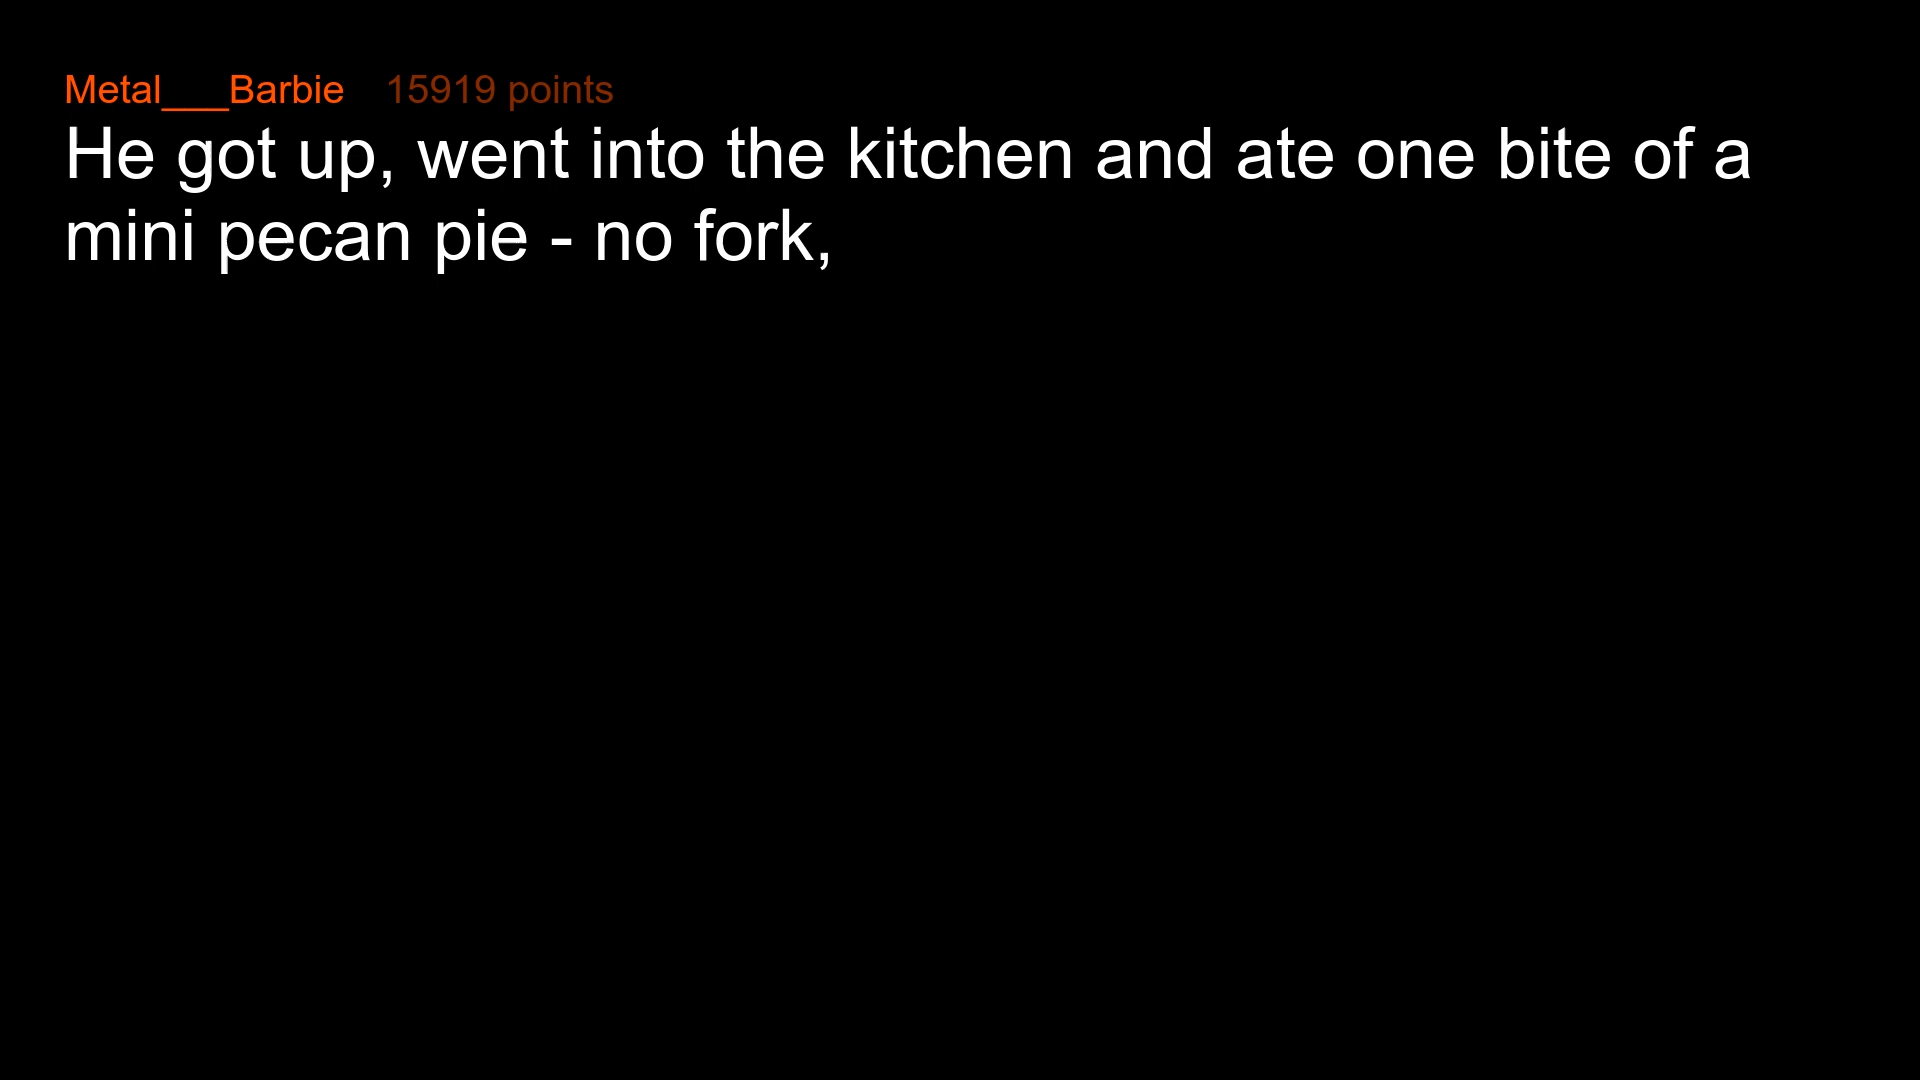 Metal___Barbie 15919 points
He got up, went into the kitchen and ate one bite of a
mini pecan pie - no fork,